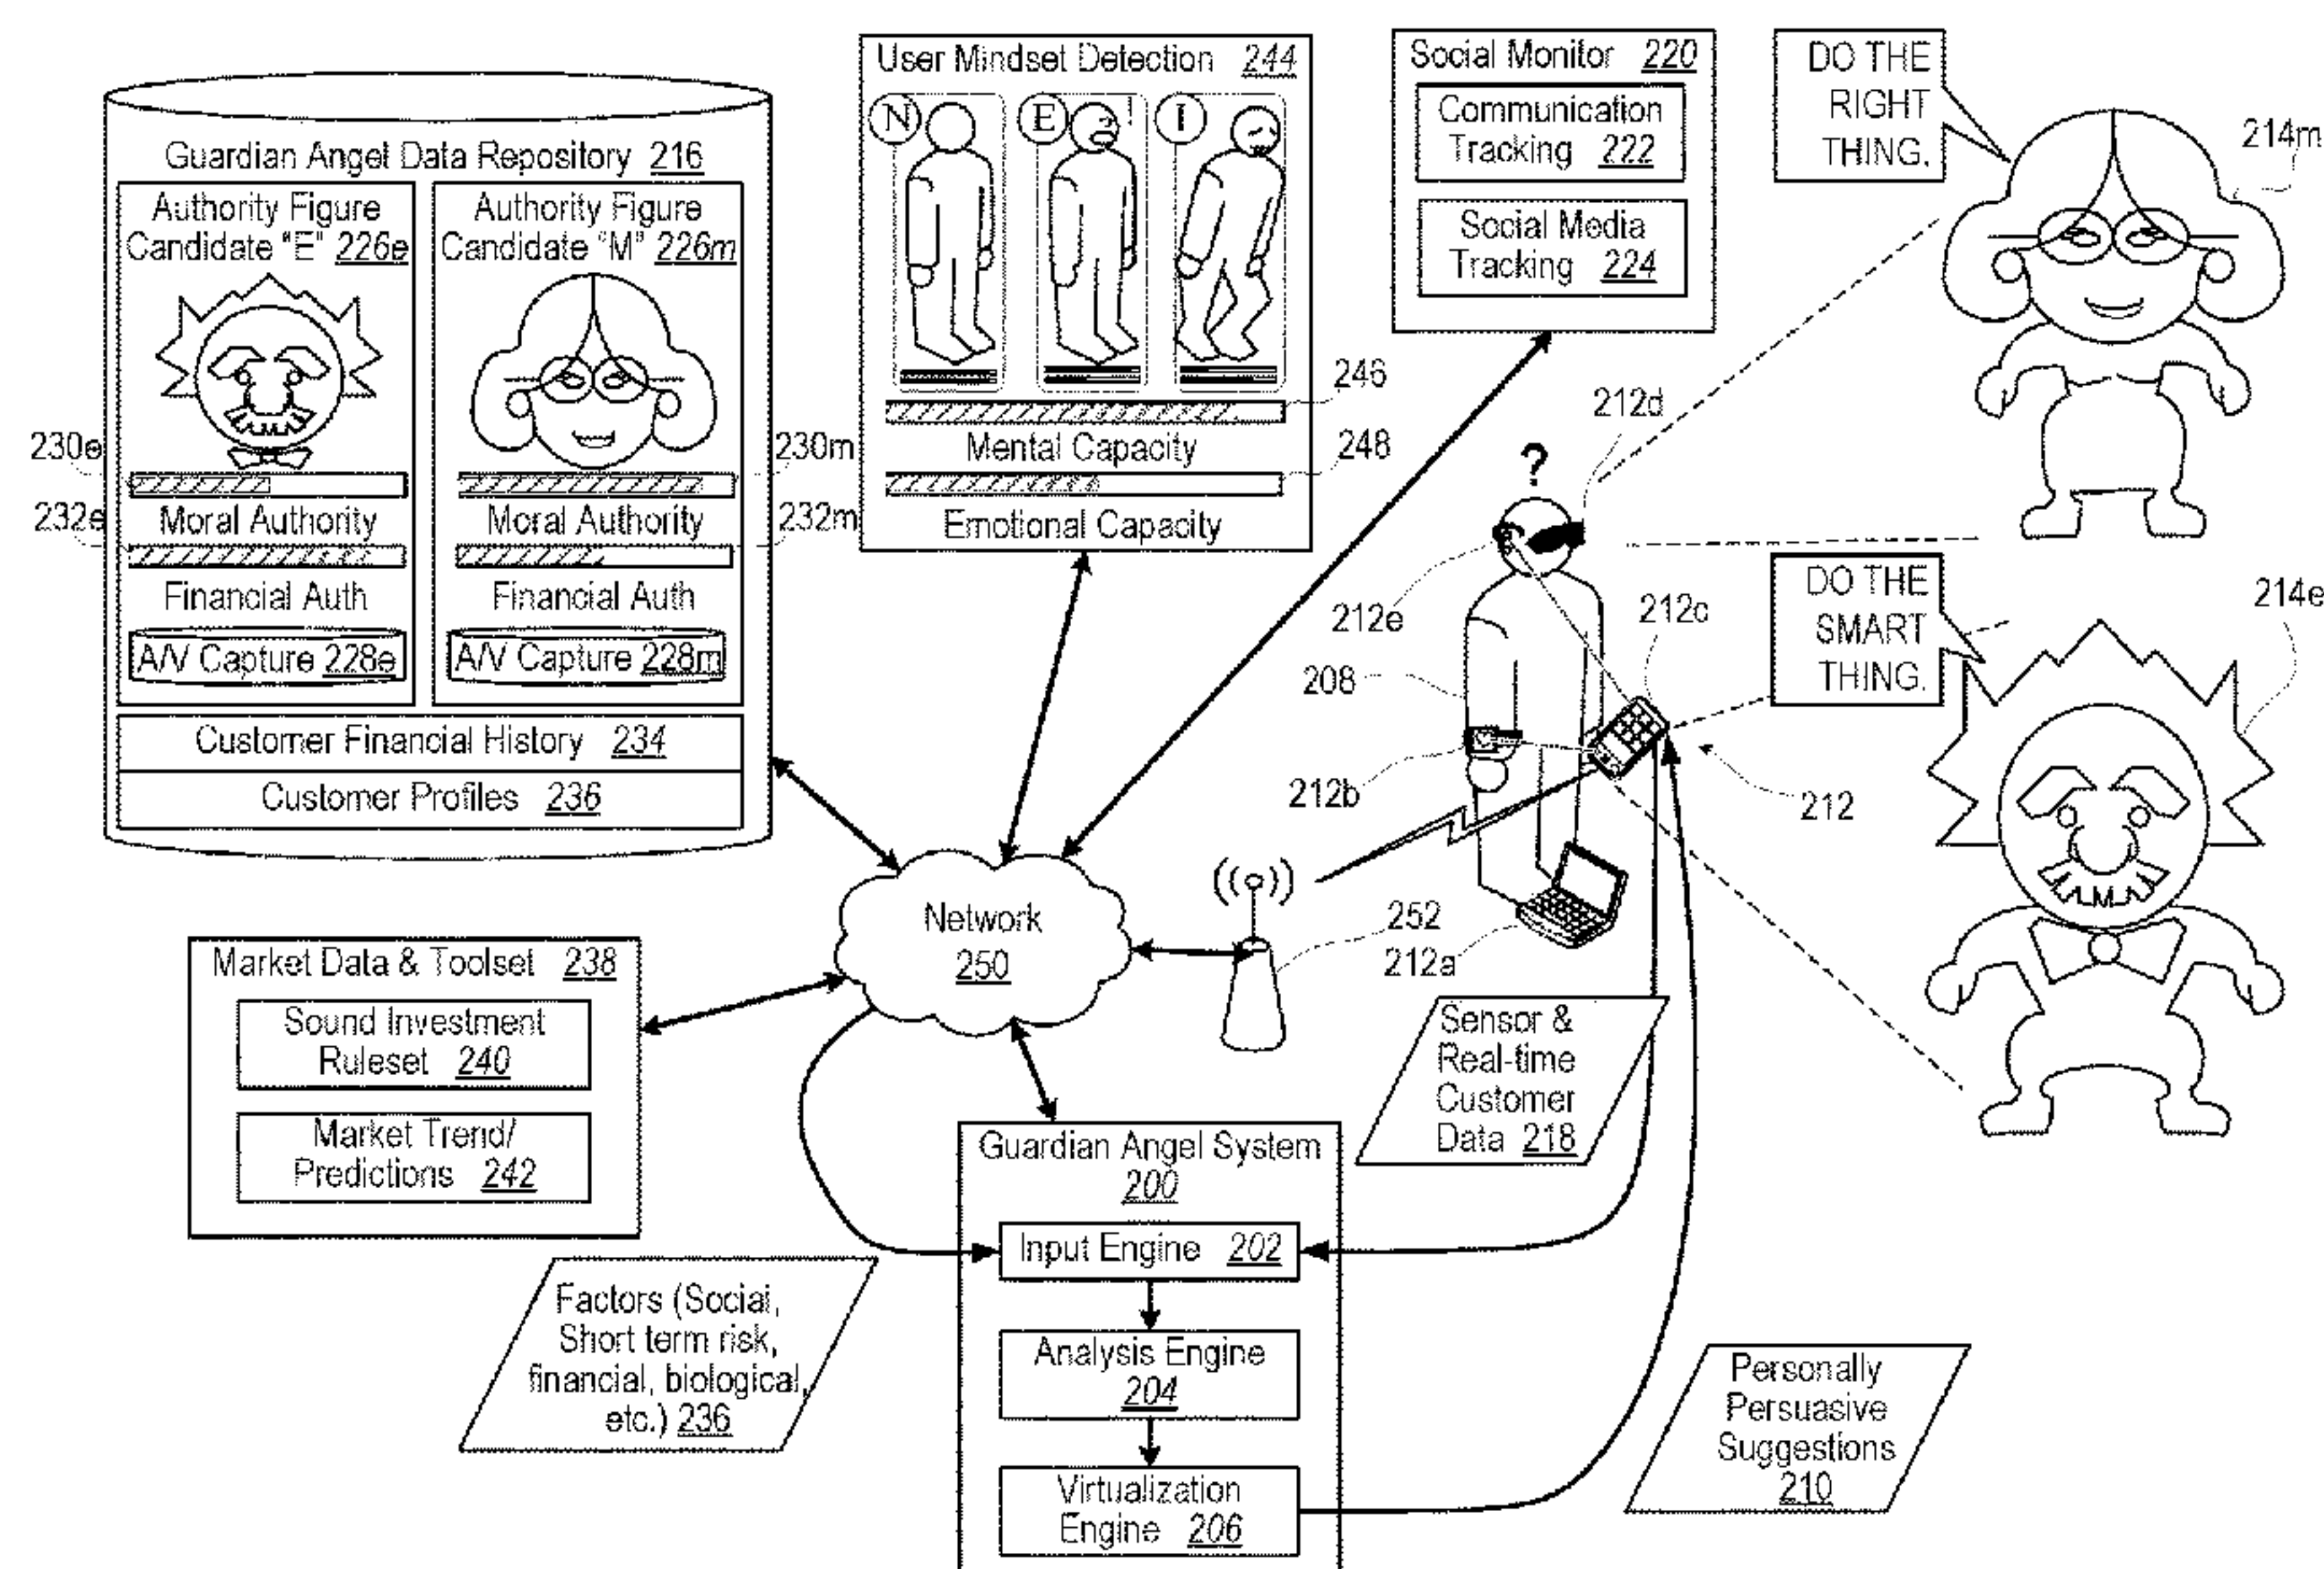 Guardian Angel Data Repository 216
Authority Figure
Candidate "E" 226e
230e
Moral Authority
232e
Financial Auth
A/V Capture 228e
Authority Figure
Candidate "M" 226m
230m
Moral Authority
232m
Financial Auth
A/V Capture 228m
Customer Financial History 234
Customer Profiles 236
User Mindset Detection 244
N
E
!
I
246
Mental Capacity
248
Emotional Capacity
Social Monitor 220
Communication
Tracking 222
Social Media
Tracking 224
DO THE
RIGHT
THING.
214m
212d
?
212e
212c
208
212b
212
212a
DO THE
SMART
THING.
214e
Network
250
252
Market Data & Toolset 238
Sound Investment
Ruleset 240
Market Trend/
Predictions 242
Sensor &
Real-time
Customer
Data 218
Guardian Angel System
200
Input Engine 202
Analysis Engine
204
Virtualization
Engine 206
Factors (Social,
Short term risk,
financial, biological,
etc.) 236
Personally
Persuasive
Suggestions
210